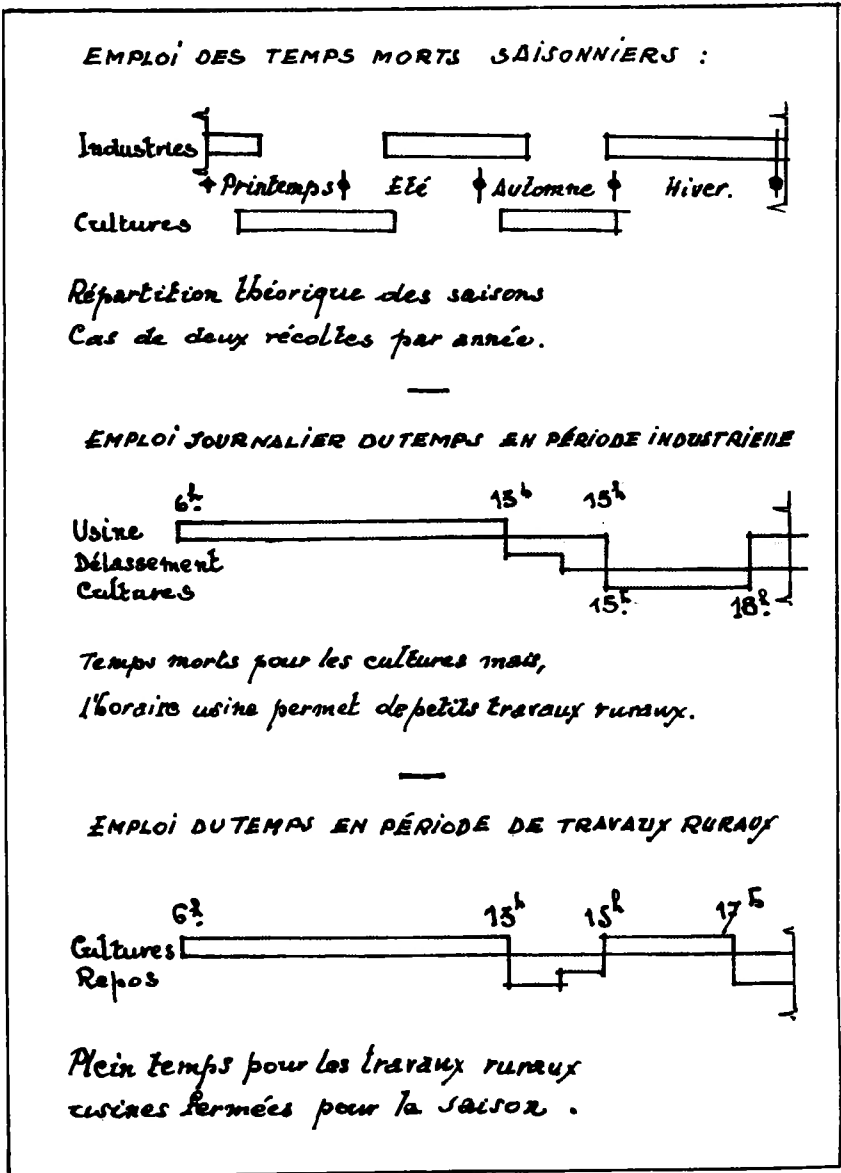 EMPLOI DES TEMPS MORTS SAISONNIERS :
Industries
Printemps Eté Automne Hiver.
Cultures
Répartition théorique des saisons
Cas de deux récoltes par année.
EMPLOI JOURNALIER DU TEMPS EN PÉRIODE INDUSTRIELLE
6h 13h 15h
Usine
Délassement
Cultures
15h 18h
Temps morts pour les cultures mais,
l'horaire usine permet de petits travaux ruraux.
EMPLOI DU TEMPS EN PÉRIODE DE TRAVAUX RURAUX
6h 13h 15h 17h
Cultures
Repos
Plein temps pour les travaux ruraux
usines fermées pour la saison .